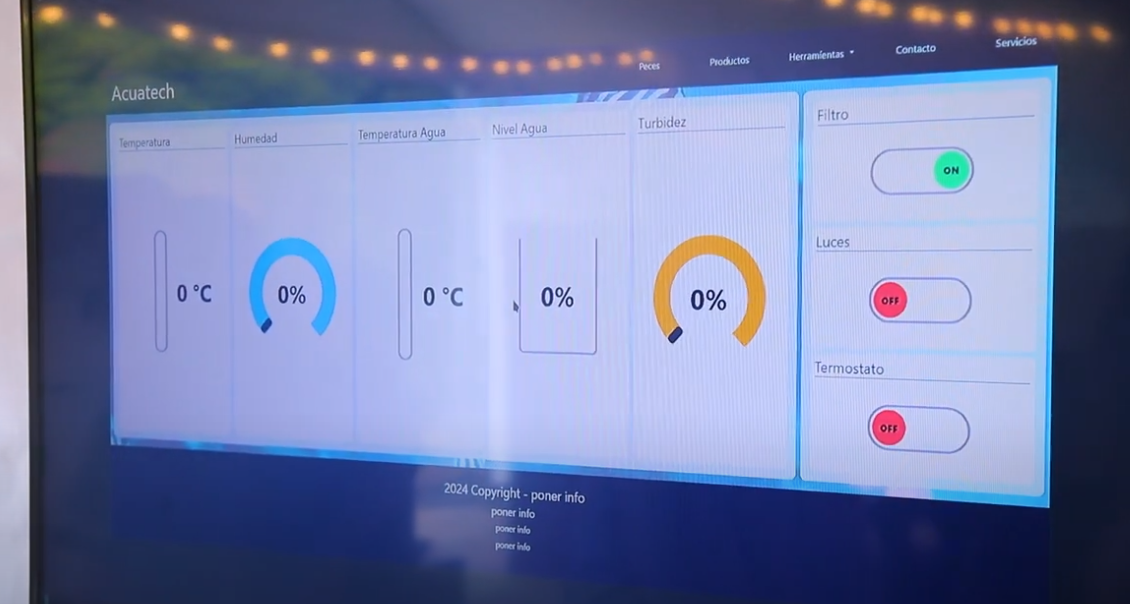 Peces Productos Herramientas Contacto Servicios
Acuatech
Temperatura
Humedad
Temperatura Agua
Nivel Agua
Turbidez
0 °C
0%
0 °C
0%
0%
Filtro
ON
Luces
OFF
Termostato
OFF
2024 Copyright - poner info
poner info
poner info
poner info